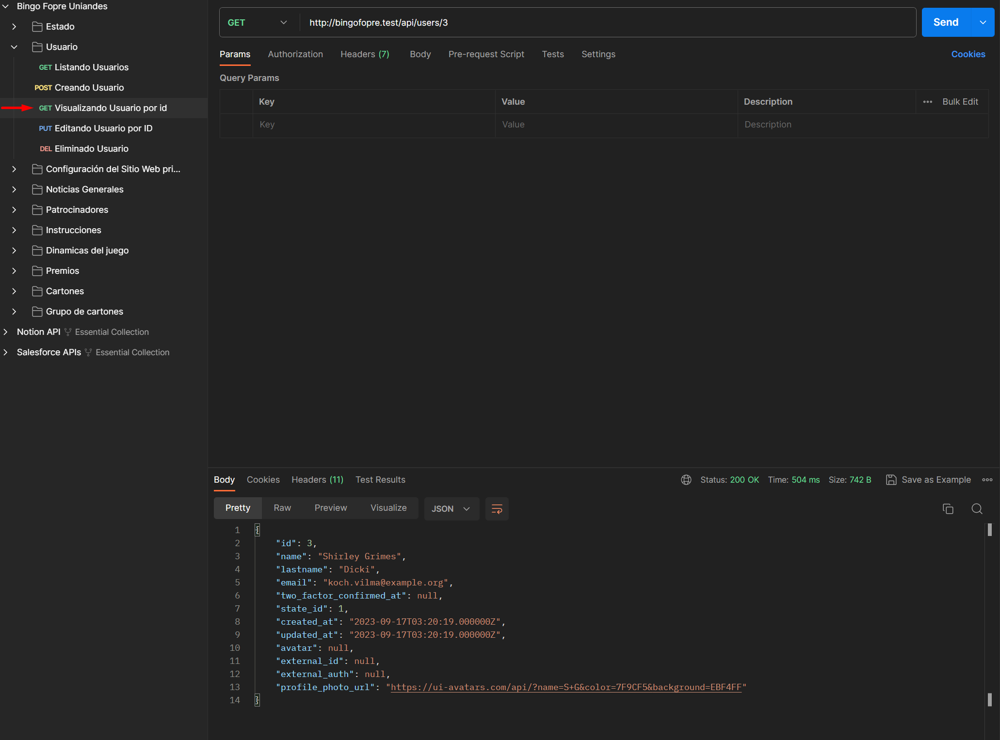 Bingo Fopre Uniandes
Estado
Usuario
GET Listando Usuarios
POST Creando Usuario
GET Visualizando Usuario por id
PUT Editando Usuario por ID
DEL Eliminado Usuario
Configuración del Sitio Web pri...
Noticias Generales
Patrocinadores
Instrucciones
Dinamicas del juego
Premios
Cartones
Grupo de cartones
Notion API Essential Collection
Salesforce APIs Essential Collection
GET http://bingofopre.test/api/users/3 Send
Params Authorization Headers (7) Body Pre-request Script Tests Settings Cookies
Query Params
Key Value Description Bulk Edit
Key Value Description
Body Cookies Headers (11) Test Results Status: 200 OK Time: 504 ms Size: 742 B Save as Example
Pretty Raw Preview Visualize JSON
1 {
2 "id": 3,
3 "name": "Shirley Grimes",
4 "lastname": "Dicki",
5 "email": "koch.vilma@example.org",
6 "two_factor_confirmed_at": null,
7 "state_id": 1,
8 "created_at": "2023-09-17T03:20:19.000000Z",
9 "updated_at": "2023-09-17T03:20:19.000000Z",
10 "avatar": null,
11 "external_id": null,
12 "external_auth": null,
13 "profile_photo_url": "https://ui-avatars.com/api/?name=S+G&color=7F9CF5&background=EBF4FF"
14 }